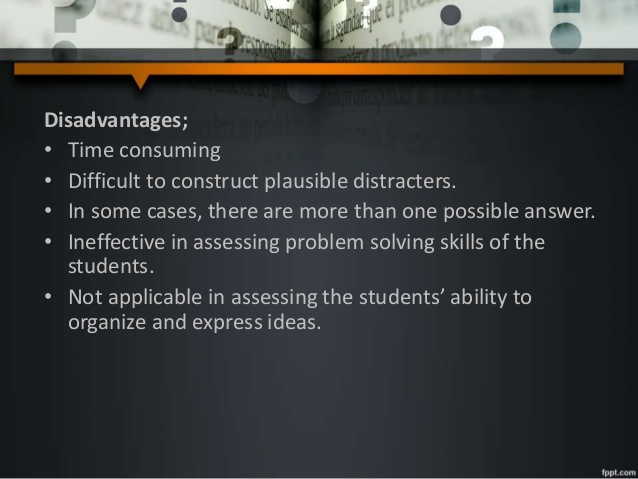 Disadvantages;
• Time consuming
• Difficult to construct plausible distracters.
• In some cases, there are more than one possible answer.
• Ineffective in assessing problem solving skills of the
students.
• Not applicable in assessing the students’ ability to
organize and express ideas.
fppt.com